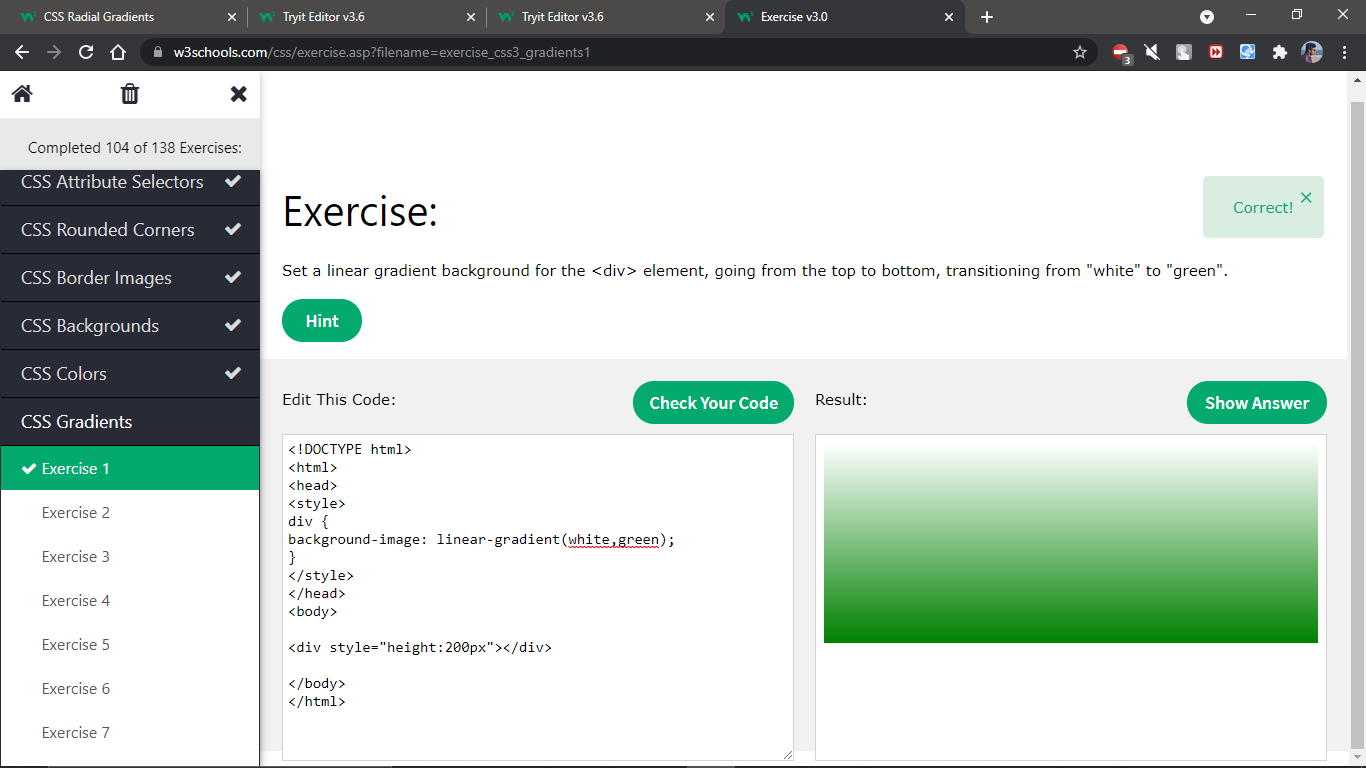 CSS Radial Gradients
Tryit Editor v3.6
Tryit Editor v3.6
Exercise v3.0
w3schools.com/css/exercise.asp?filename=exercise_css3_gradients1
3
Completed 104 of 138 Exercises:
CSS Attribute Selectors
CSS Rounded Corners
CSS Border Images
CSS Backgrounds
CSS Colors
CSS Gradients
Exercise 1
Exercise 2
Exercise 3
Exercise 4
Exercise 5
Exercise 6
Exercise 7
Exercise:
Correct!
Set a linear gradient background for the <div> element, going from the top to bottom, transitioning from "white" to "green".
Hint
Edit This Code:
Check Your Code
<!DOCTYPE html>
<html>
<head>
<style>
div {
background-image: linear-gradient(white,green);
}
</style>
</head>
<body>
<div style="height:200px"></div>
</body>
</html>
Result:
Show Answer